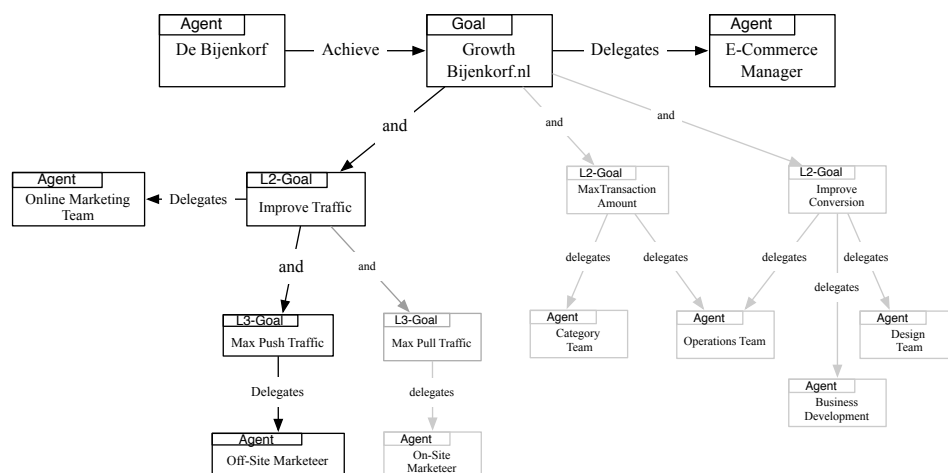 Agent
De Bijenkorf
Achieve
Goal
Growth
Bijenkorf.nl
Delegates
Agent
E-Commerce
Manager
and
and
and
Agent
Online Marketing
Team
Delegates
L2-Goal
Improve Traffic
L2-Goal
MaxTransaction
Amount
L2-Goal
Improve
Conversion
and
and
delegates
delegates
delegates
delegates
delegates
L3-Goal
Max Push Traffic
L3-Goal
Max Pull Traffic
Agent
Category
Team
Agent
Operations Team
Agent
Design
Team
Delegates
delegates
Agent
Business
Development
Agent
Off-Site Marketeer
Agent
On-Site
Marketeer